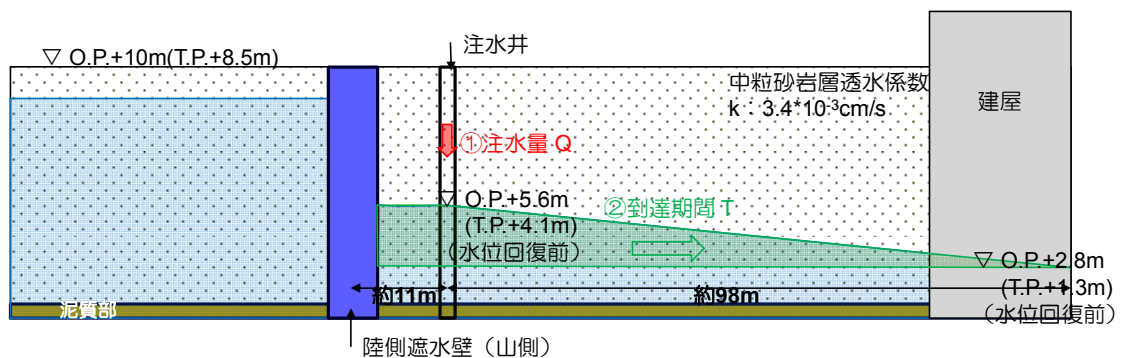 ▽ O.P.+10m(T.P.+8.5m)
注水井
中粒砂岩層透水係数
k：3.4*10⁻³cm/s
建屋
①注水量 Q
▽ O.P.+5.6m
(T.P.+4.1m)
（水位回復前）
②到達期間 T
▽ O.P.+2.8m
(T.P.+1.3m)
（水位回復前）
約11m
約98m
泥質部
陸側遮水壁（山側）